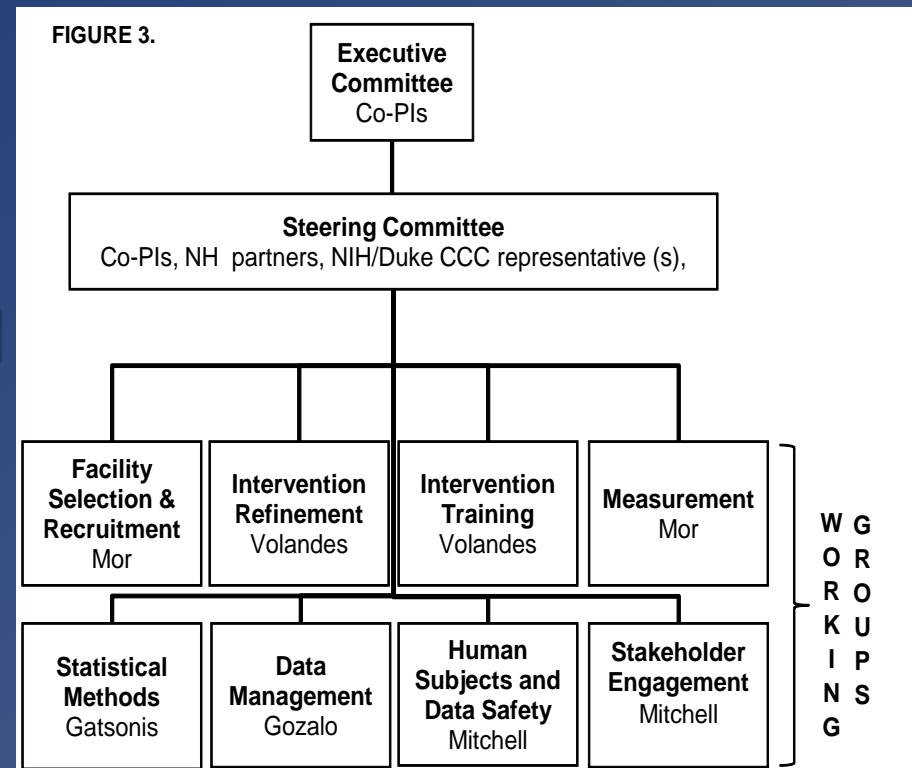 FIGURE 3.
Executive
Committee
Co-PIs
Steering Committee
Co-PIs, NH  partners, NIH/Duke CCC representative (s),
Facility
Selection &
Recruitment
Mor
Intervention
Refinement
Volandes
Intervention
Training
Volandes
Measurement
Mor
Statistical
Methods
Gatsonis
Data
Management
Gozalo
Human
Subjects and
Data Safety
Mitchell
Stakeholder
Engagement
Mitchell
WORKING
GROUPS